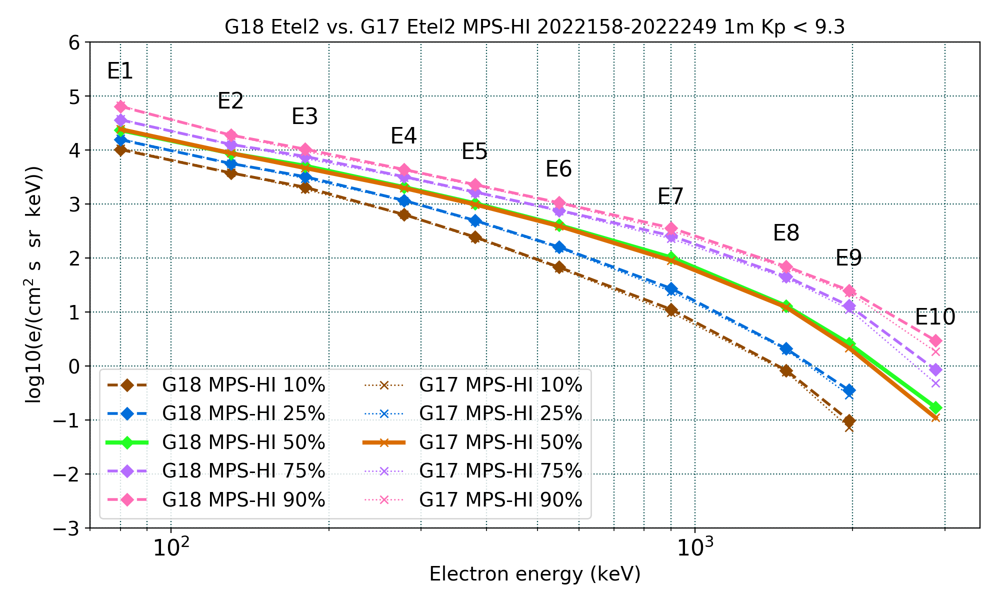 G18 Etel2 vs. G17 Etel2 MPS-HI 2022158-2022249 1m Kp < 9.3
log10(e/(cm² s sr keV))
6
5
4
3
2
1
0
−1
−2
−3
E1
E2
E3
E4
E5
E6
E7
E8
E9
E10
G18 MPS-HI 10%
G18 MPS-HI 25%
G18 MPS-HI 50%
G18 MPS-HI 75%
G18 MPS-HI 90%
G17 MPS-HI 10%
G17 MPS-HI 25%
G17 MPS-HI 50%
G17 MPS-HI 75%
G17 MPS-HI 90%
10² 10³
Electron energy (keV)